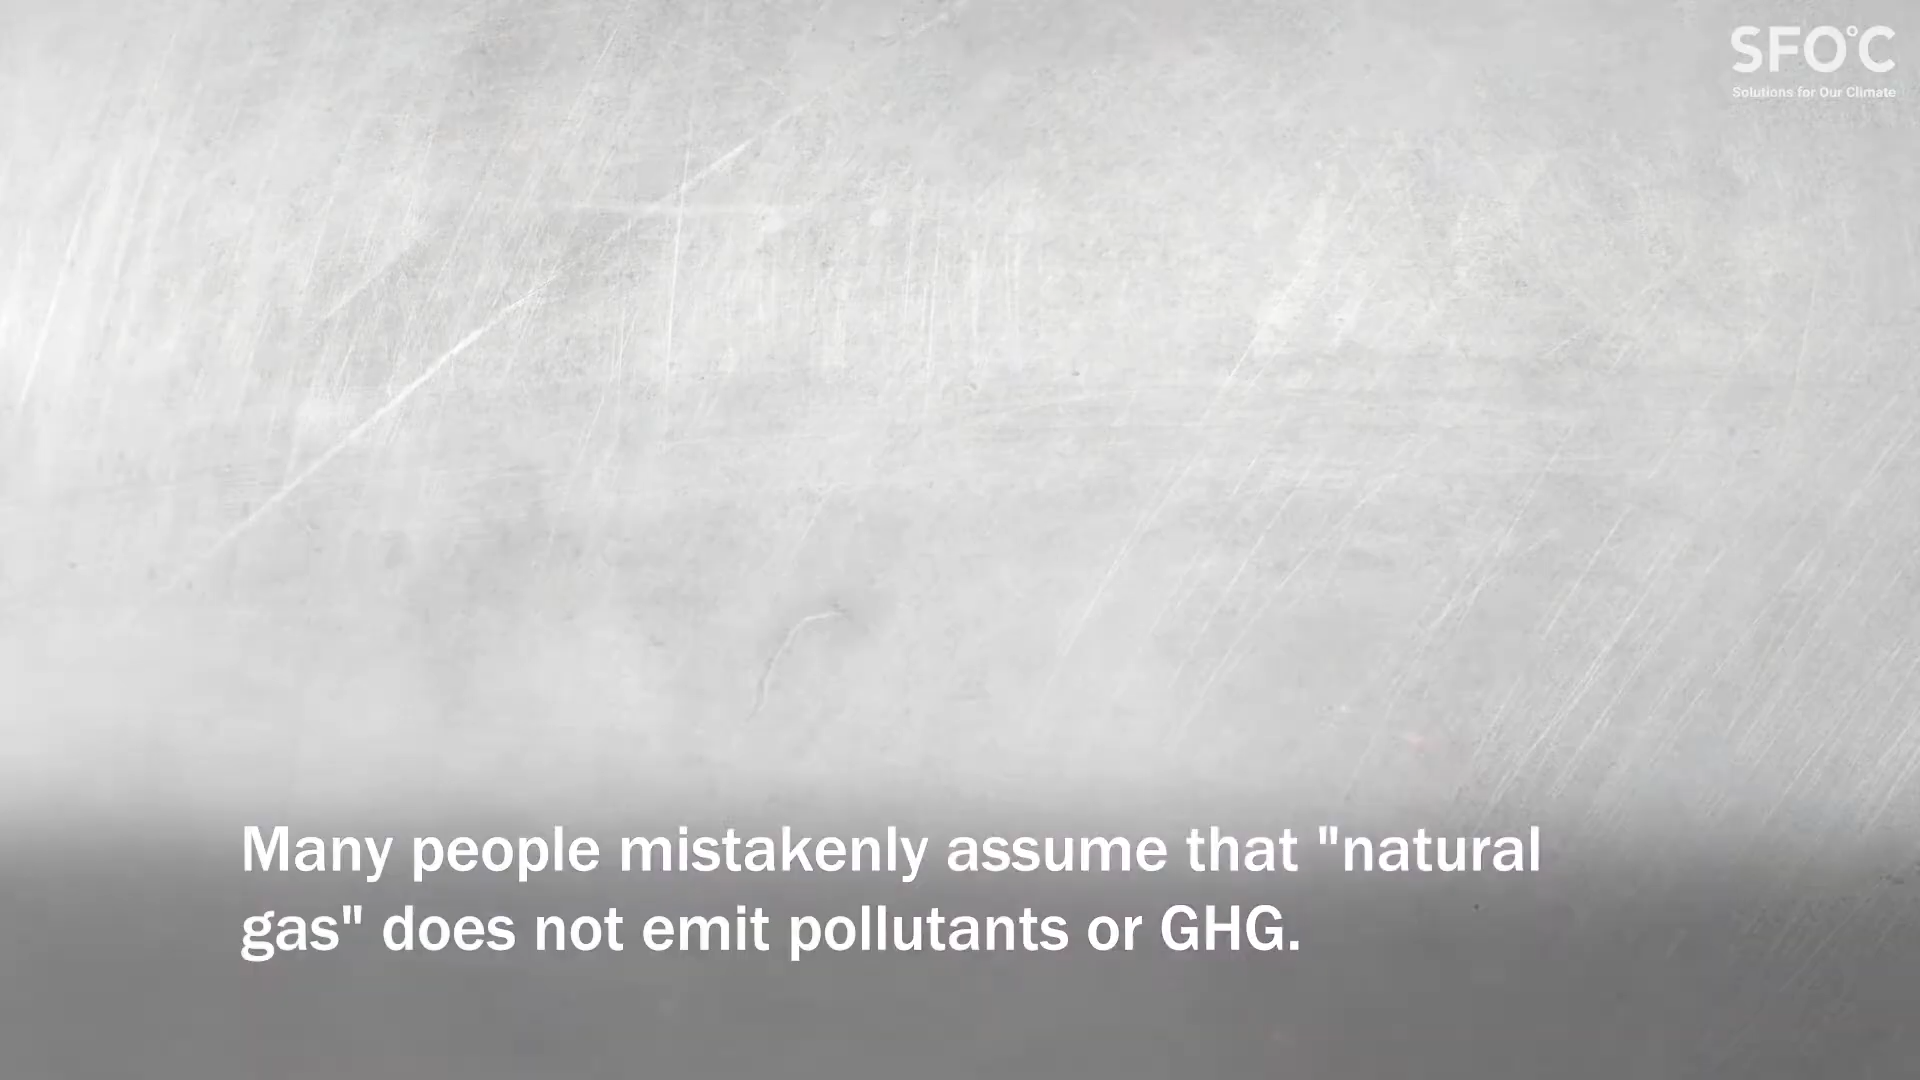 SFO°C
Solutions for Our Climate
Many people mistakenly assume that "natural
gas" does not emit pollutants or GHG.